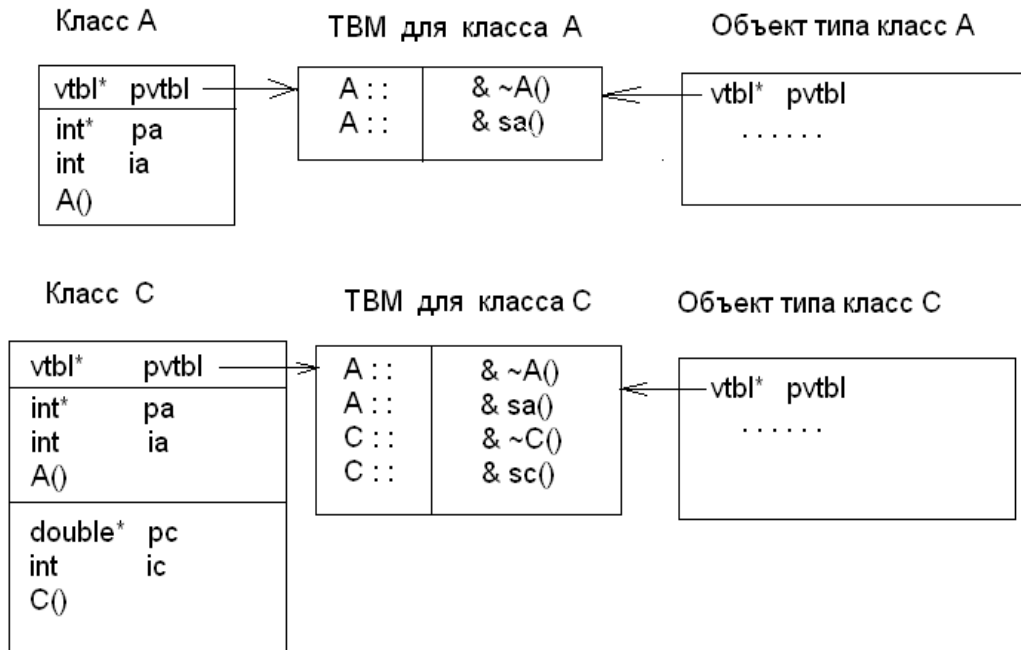 Класс А
ТВМ для класса А
Объект типа класс А
vtbl* pvtbl
int* pa
int ia
A()
A : : & ~A()
A : : & sa()
vtbl* pvtbl
. . . . . .
Класс С
ТВМ для класса С
Объект типа класс С
vtbl* pvtbl
int* pa
int ia
A()
double* pc
int ic
C()
A : : & ~A()
A : : & sa()
C : : & ~C()
C : : & sc()
vtbl* pvtbl
. . . . . .